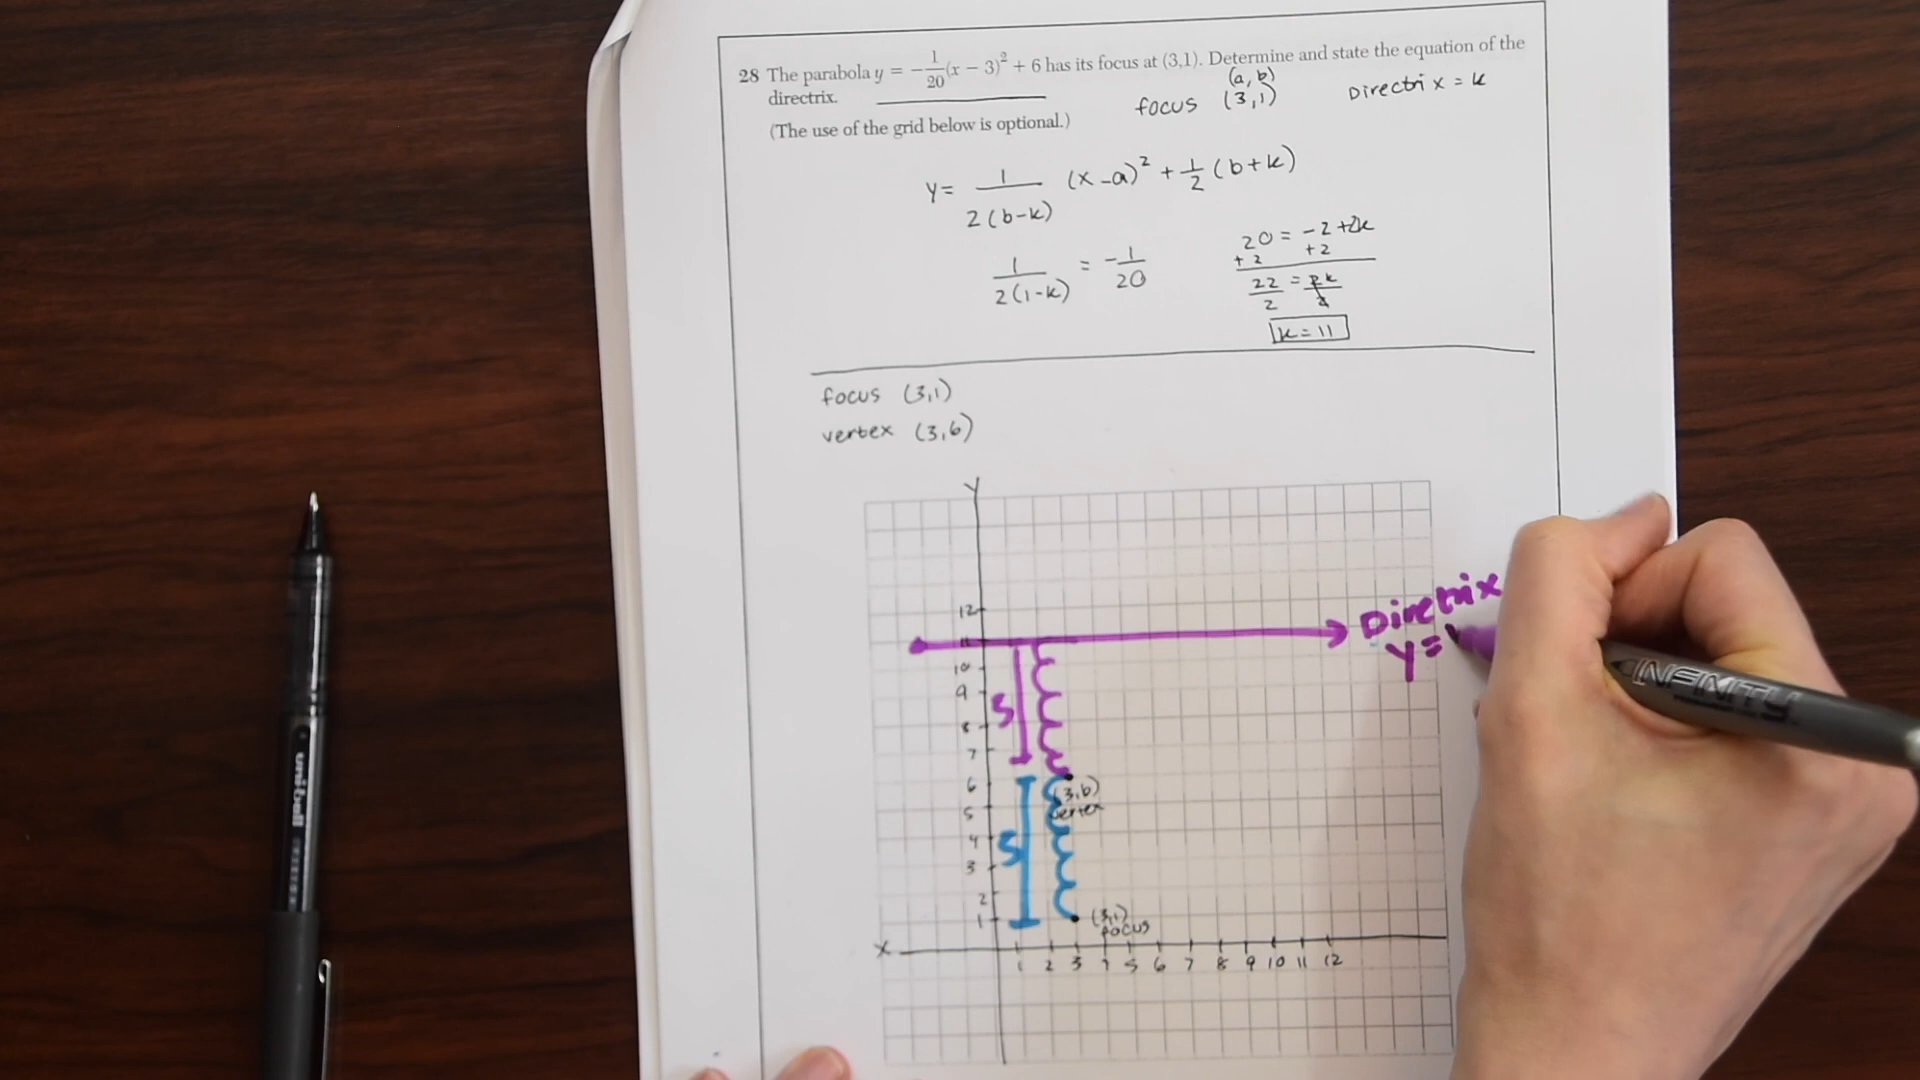 28 The parabola y = -1/20(x - 3)² + 6 has its focus at (3,1). Determine and state the equation of the
directrix.
(The use of the grid below is optional.)
(a,b)
focus (3,1)
Directrix = k
y= 1/2(b-k) (x-a)² + 1/2 (b+k)
1/2(1-k) = -1/20
20 = -2+2k
+2 +2
22/2 = 2k/2
k=11
focus (3,1)
vertex (3,6)
Y
12
11
10
9
8
7
6
5
4
3
2
1
5
5
(3,6)
vertex
(3,1)
focus
Directrix
Y=
X
1 2 3 4 5 6 7 8 9 10 11 12
uniball
INFINITY